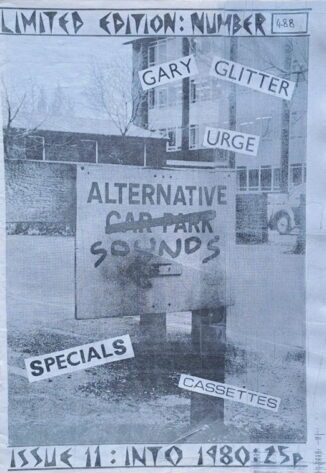 LIMITED EDITION: NUMBER 488
GARY GLITTER
URGE
ALTERNATIVE
CAR PARK
SOUNDS
SPECIALS
CASSETTES
ISSUE 11: INTO 1980: 25p